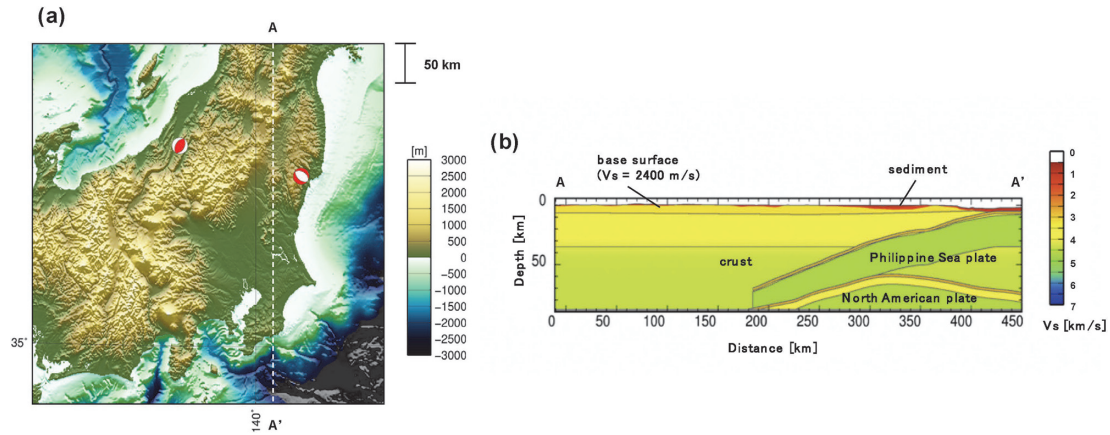 (a)
A
50 km
[m]
3000
2500
2000
1500
1000
500
0
−500
−1000
−1500
−2000
−2500
−3000
35°
140°
A'
(b)
base surface
(Vs = 2400 m/s)
sediment
A
A'
0
50
Depth [km]
crust
Philippine Sea plate
North American plate
0 50 100 150 200 250 300 350 400 450
Distance [km]
0
1
2
3
4
5
6
7
Vs [km/s]